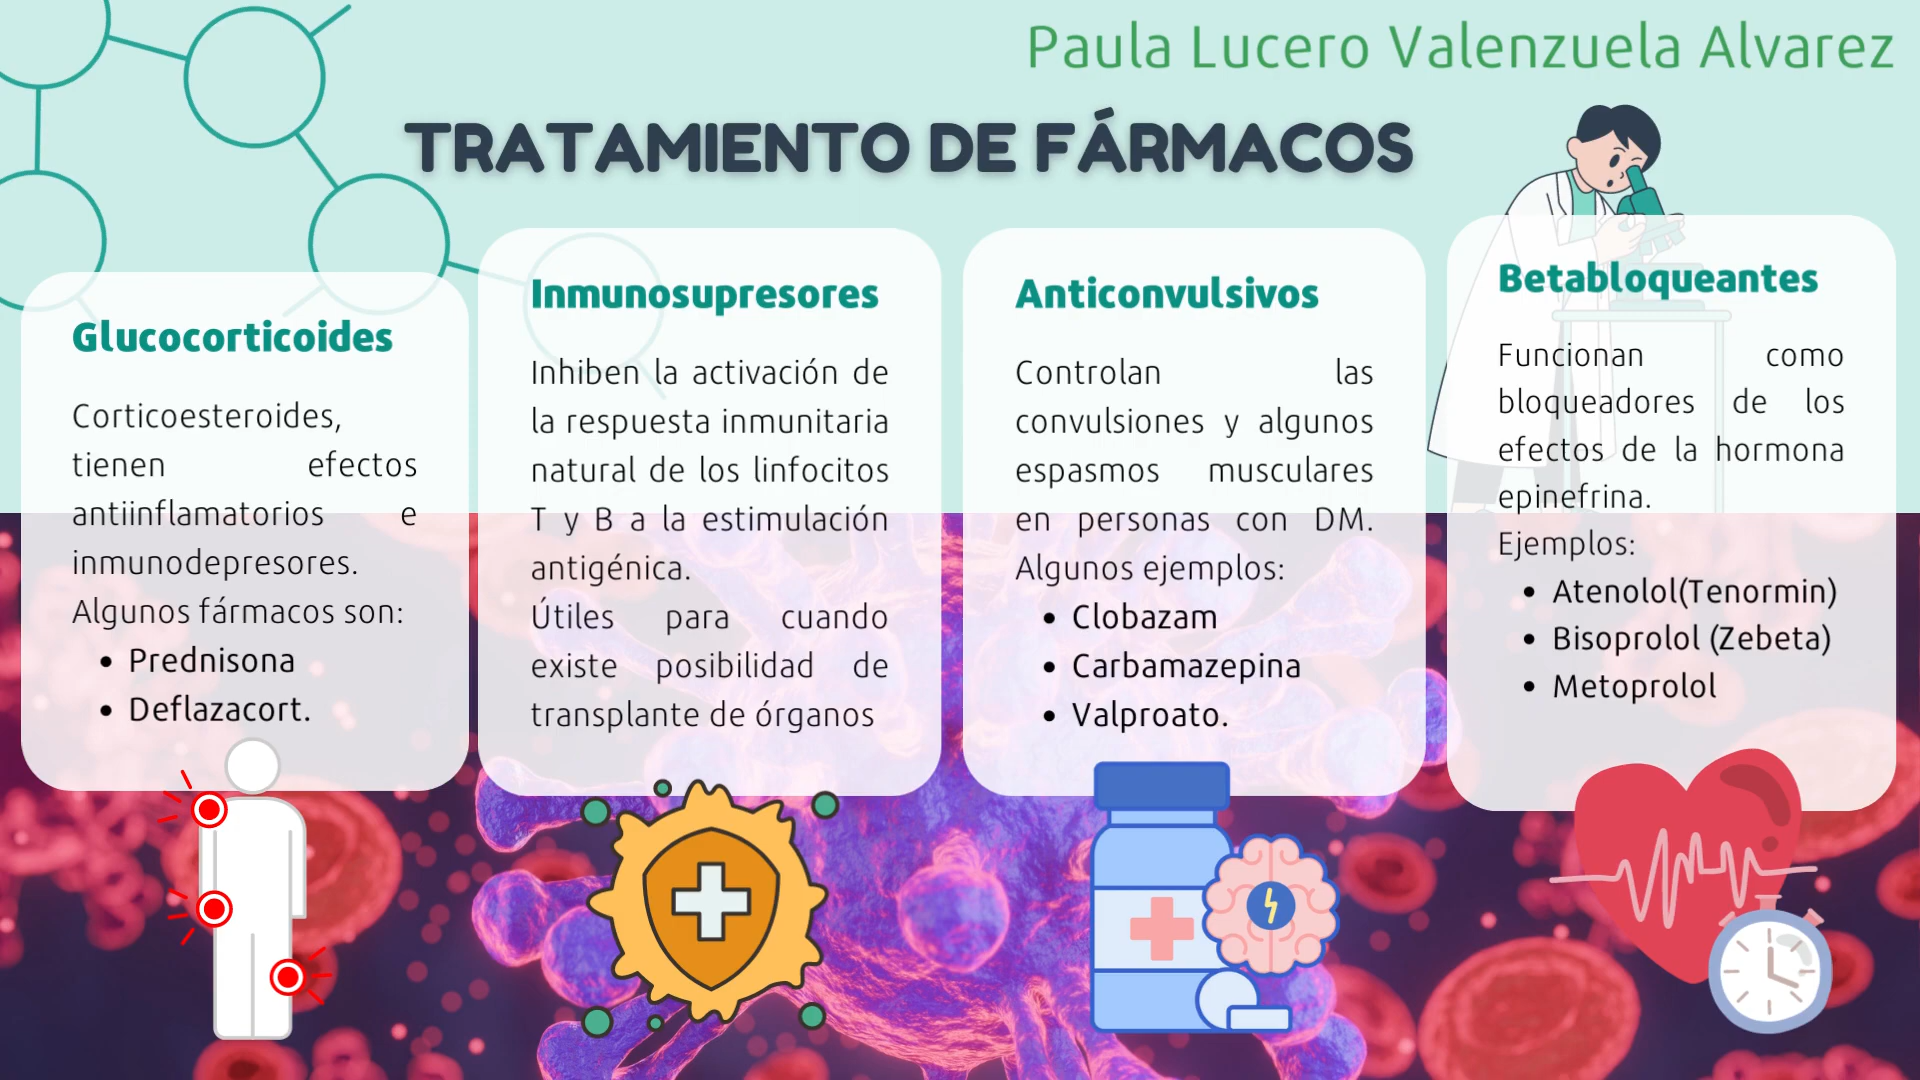 Paula Lucero Valenzuela Alvarez
TRATAMIENTO DE FÁRMACOS
Glucocorticoides
Corticoesteroides,
tienen efectos
antiinflamatorios e
inmunodepresores.
Algunos fármacos son:
• Prednisona
• Deflazacort.
Inmunosupresores
Inhiben la activación de
la respuesta inmunitaria
natural de los linfocitos
T y B a la estimulación
antigénica.
Útiles para cuando
existe posibilidad de
transplante de órganos
Anticonvulsivos
Controlan las
convulsiones y algunos
espasmos musculares
en personas con DM.
Algunos ejemplos:
• Clobazam
• Carbamazepina
• Valproato.
Betabloqueantes
Funcionan como
bloqueadores de los
efectos de la hormona
epinefrina.
Ejemplos:
• Atenolol(Tenormin)
• Bisoprolol (Zebeta)
• Metoprolol